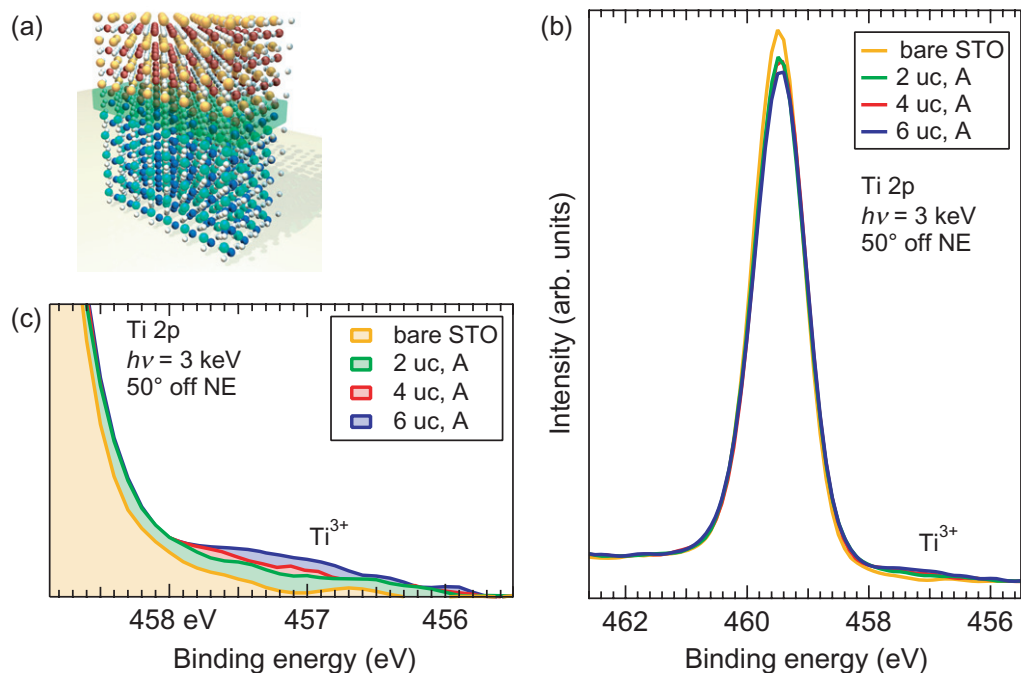 (a)
(b)
bare STO
2 uc, A
4 uc, A
6 uc, A
Ti 2p
hν = 3 keV
50° off NE
Ti³⁺
Intensity (arb. units)
462 460 458 456
Binding energy (eV)
(c)
Ti 2p
hν = 3 keV
50° off NE
bare STO
2 uc, A
4 uc, A
6 uc, A
Ti³⁺
458 eV 457 456
Binding energy (eV)